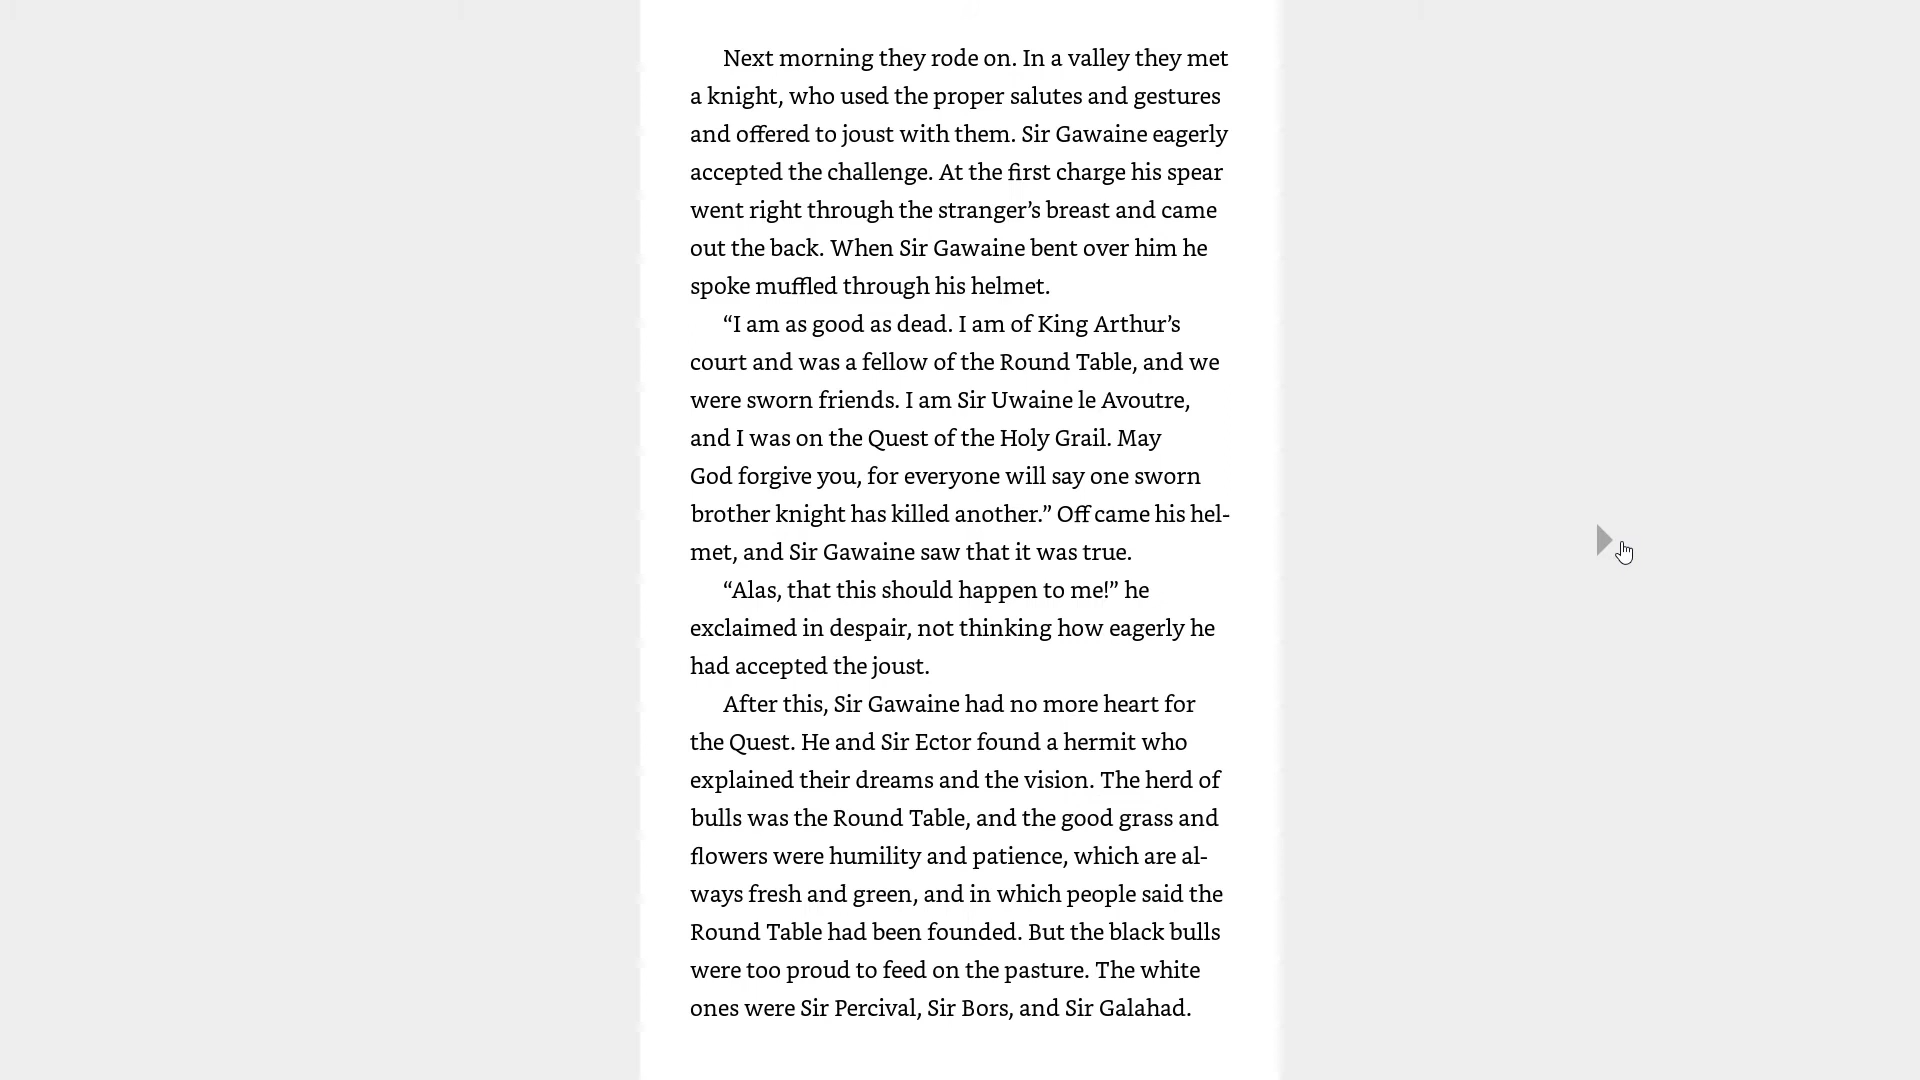 Next morning they rode on. In a valley they met
a knight, who used the proper salutes and gestures
and offered to joust with them. Sir Gawaine eagerly
accepted the challenge. At the first charge his spear
went right through the stranger’s breast and came
out the back. When Sir Gawaine bent over him he
spoke muffled through his helmet.
“I am as good as dead. I am of King Arthur’s
court and was a fellow of the Round Table, and we
were sworn friends. I am Sir Uwaine le Avoutre,
and I was on the Quest of the Holy Grail. May
God forgive you, for everyone will say one sworn
brother knight has killed another.” Off came his hel-
met, and Sir Gawaine saw that it was true.
“Alas, that this should happen to me!” he
exclaimed in despair, not thinking how eagerly he
had accepted the joust.
After this, Sir Gawaine had no more heart for
the Quest. He and Sir Ector found a hermit who
explained their dreams and the vision. The herd of
bulls was the Round Table, and the good grass and
flowers were humility and patience, which are al-
ways fresh and green, and in which people said the
Round Table had been founded. But the black bulls
were too proud to feed on the pasture. The white
ones were Sir Percival, Sir Bors, and Sir Galahad.